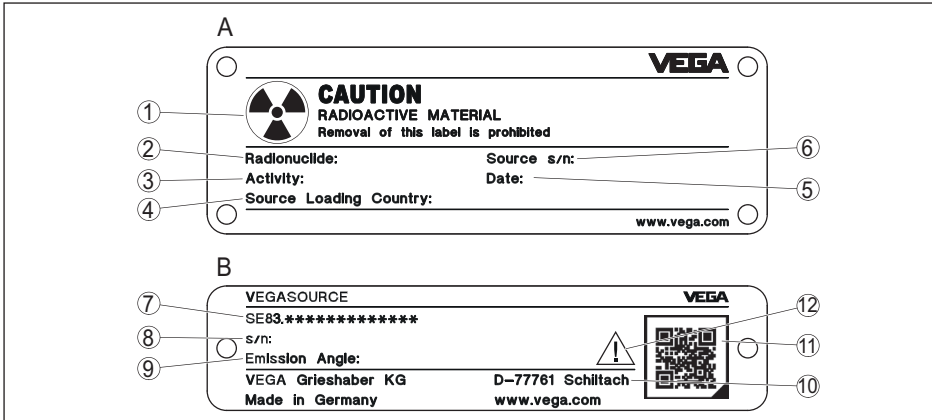 A
VEGA
CAUTION
RADIOACTIVE MATERIAL
Removal of this label is prohibited
1
2
Radionuclide:
Source s/n:
6
3
Activity:
Date:
5
4
Source Loading Country:
www.vega.com
B
7
VEGASOURCE
VEGA
12
SE83.*************
8
s/n:
11
9
Emission Angle:
VEGA Grieshaber KG
D-77761 Schiltach
10
Made in Germany
www.vega.com